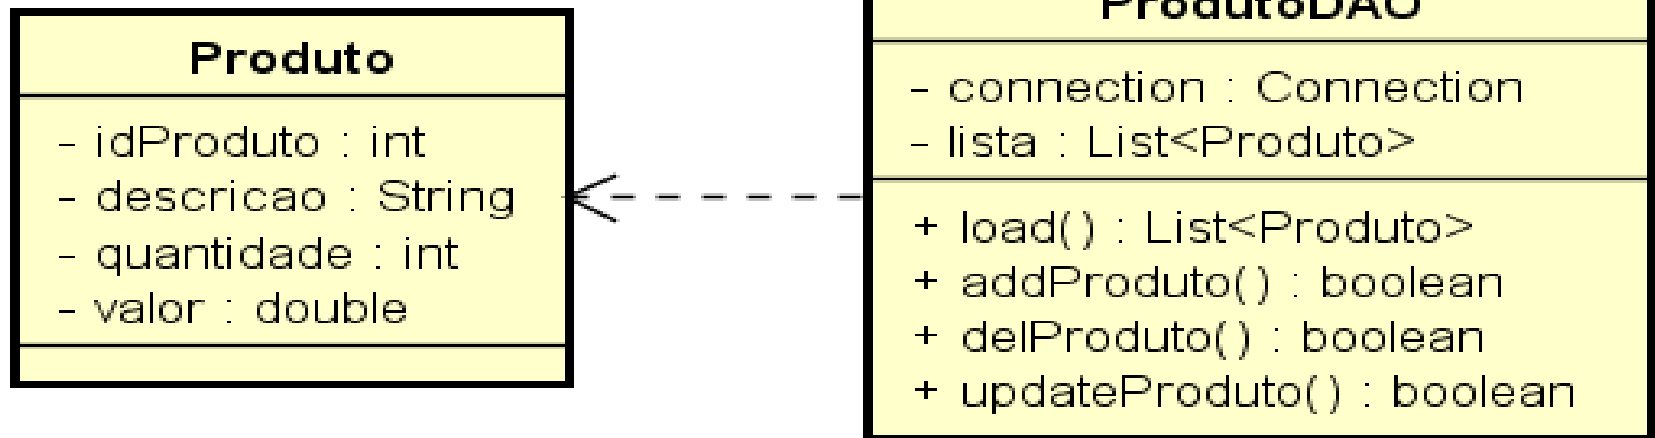 Produto
- idProduto : int
- descricao : String
- quantidade : int
- valor : double
ProdutoDAO
- connection : Connection
- lista : List<Produto>
+ load() : List<Produto>
+ addProduto() : boolean
+ delProduto() : boolean
+ updateProduto() : boolean